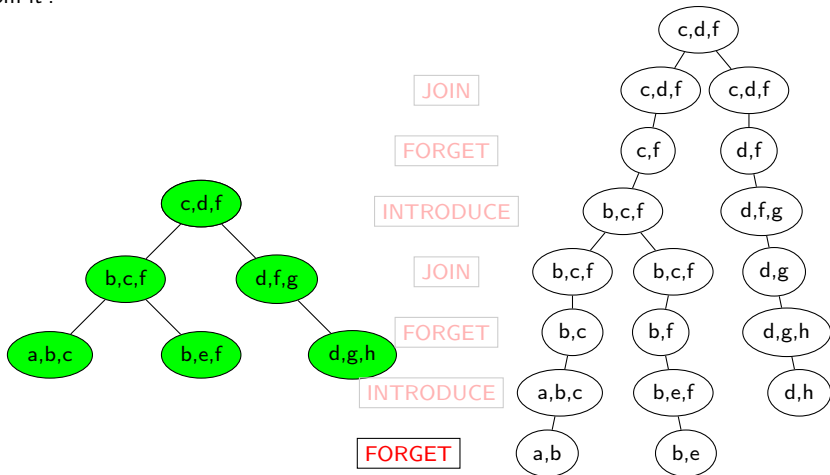 c,d,f
JOIN
c,d,f
c,d,f
FORGET
c,f
d,f
c,d,f
INTRODUCE
b,c,f
d,f,g
b,c,f
d,f,g
JOIN
b,c,f
b,c,f
d,g
a,b,c
b,e,f
d,g,h
FORGET
b,c
b,f
d,g,h
INTRODUCE
a,b,c
b,e,f
d,h
FORGET
a,b
b,e